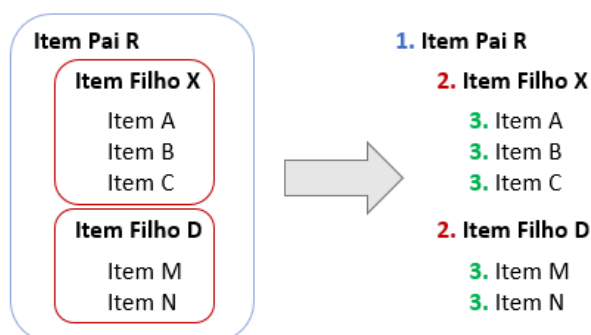 Item Pai R
Item Filho X
Item A
Item B
Item C
Item Filho D
Item M
Item N
1. Item Pai R
2. Item Filho X
3. Item A
3. Item B
3. Item C
2. Item Filho D
3. Item M
3. Item N